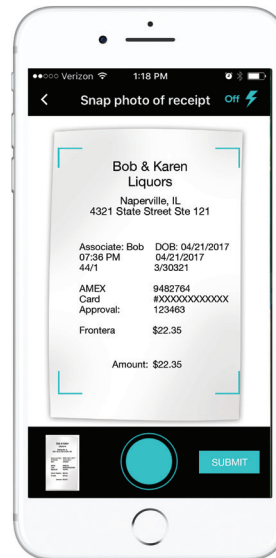 Verizon 1:18 PM
Snap photo of receipt Off
Bob & Karen
Liquors
Naperville, IL
4321 State Street Ste 121
Associate: Bob DOB: 04/21/2017
07:36 PM 04/21/2017
44/1 3/30321
AMEX 9482764
Card #XXXXXXXXXXXX
Approval: 123463
Frontera $22.35
Amount: $22.35
SUBMIT